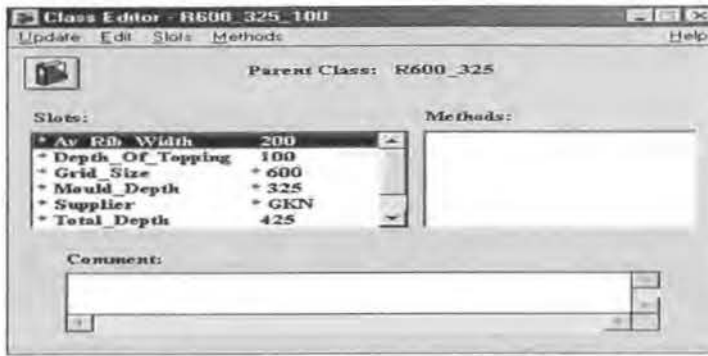 Class Editor - R600_325_100
Update Edit Slots Methods Help
Parent Class: R600_325
Slots:
* Av_Rib_Width 200
* Depth_Of_Topping 100
* Grid_Size * 600
* Mould_Depth * 325
* Supplier * GKN
* Total_Depth 425
Methods:
Comment: